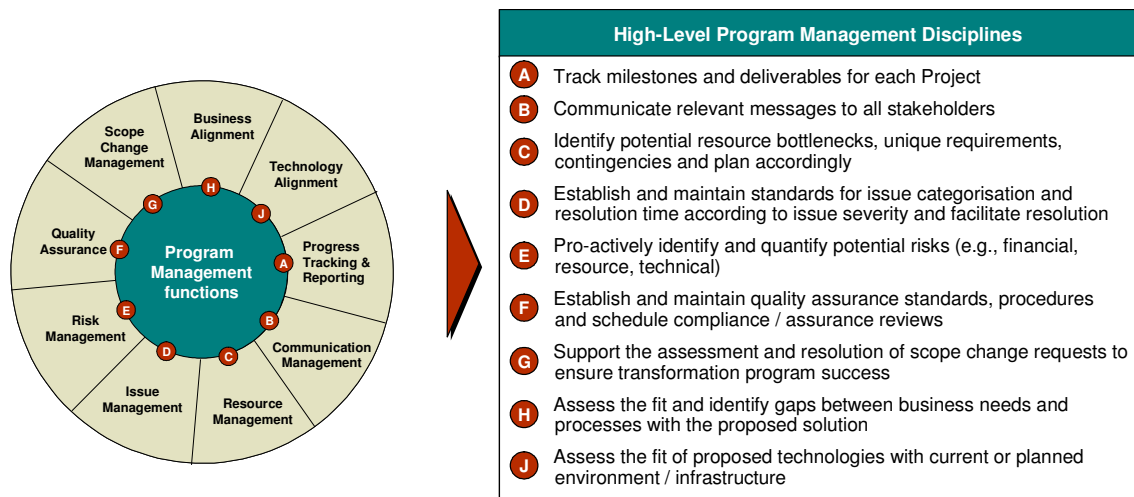 Business
Alignment
Scope
Change
Management
Technology
Alignment
H
G
J
Quality
Assurance
F
Program
Management
functions
A
Progress
Tracking &
Reporting
E
B
Risk
Management
D
C
Communication
Management
Issue
Management
Resource
Management
High-Level Program Management Disciplines
A Track milestones and deliverables for each Project
B Communicate relevant messages to all stakeholders
C Identify potential resource bottlenecks, unique requirements,
contingencies and plan accordingly
D Establish and maintain standards for issue categorisation and
resolution time according to issue severity and facilitate resolution
E Pro-actively identify and quantify potential risks (e.g., financial,
resource, technical)
F Establish and maintain quality assurance standards, procedures
and schedule compliance / assurance reviews
G Support the assessment and resolution of scope change requests to
ensure transformation program success
H Assess the fit and identify gaps between business needs and
processes with the proposed solution
J Assess the fit of proposed technologies with current or planned
environment / infrastructure